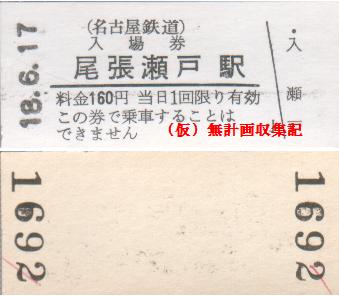 18.6.17
(名古屋鉄道)
入場券
尾張瀬戸駅
料金160円 当日1回限り有効
この券で乗車することは
できません
・入
瀬
(仮)無計画収集記
1692
1692